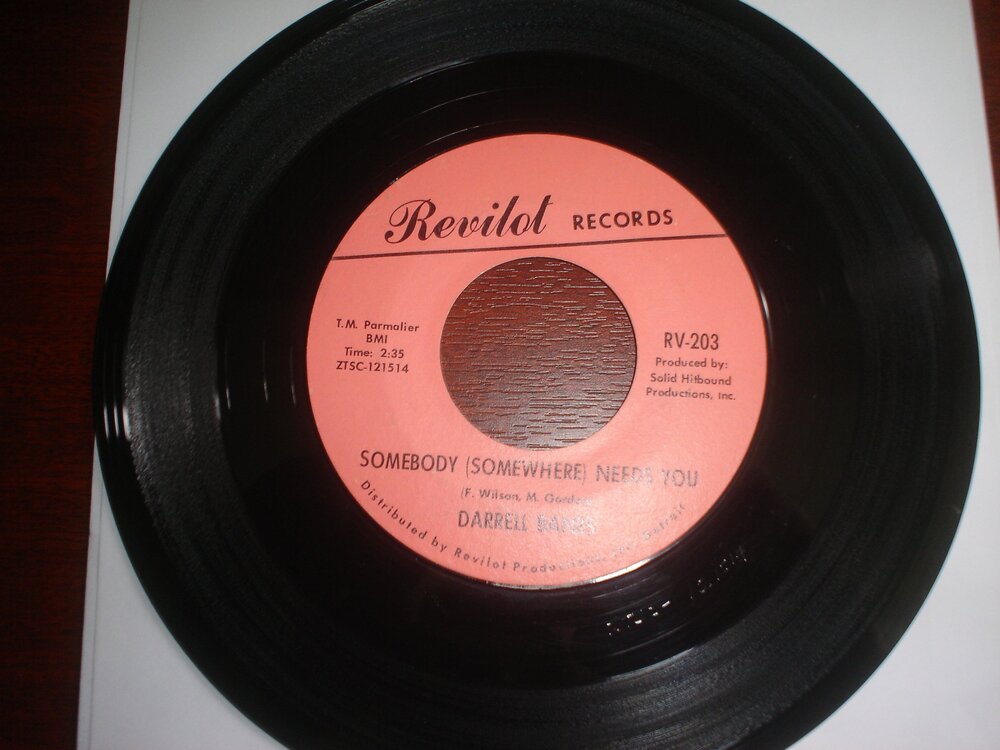 Revilot RECORDS
T.M. Parmalier
BMI
Time: 2:35
ZTSC-121514
RV-203
Produced by:
Solid Hitbound
Productions, Inc.
SOMEBODY (SOMEWHERE) NEEDS YOU
(F. Wilson, M. Gordon)
DARRELL BANKS
Distributed by Revilot Productions, Detroit